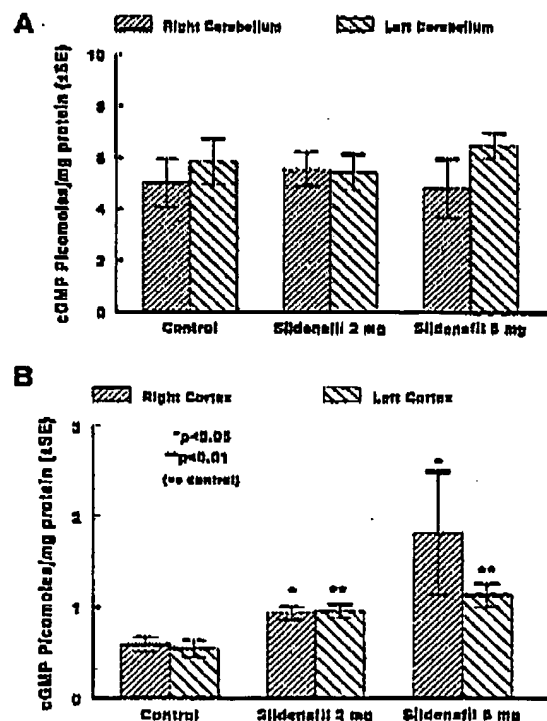 A
Right Cerebellum Left Cerebellum
cGMP Picomoles/mg protein (±SE)
10
8
6
4
2
0
Control Sildenafil 2 mg Sildenafil 5 mg
B
Right Cortex Left Cortex
*p<0.05
**p<0.01
(vs control)
cGMP Picomoles/mg protein (±SE)
3
2
1
0
* ** * **
Control Sildenafil 2 mg Sildenafil 5 mg